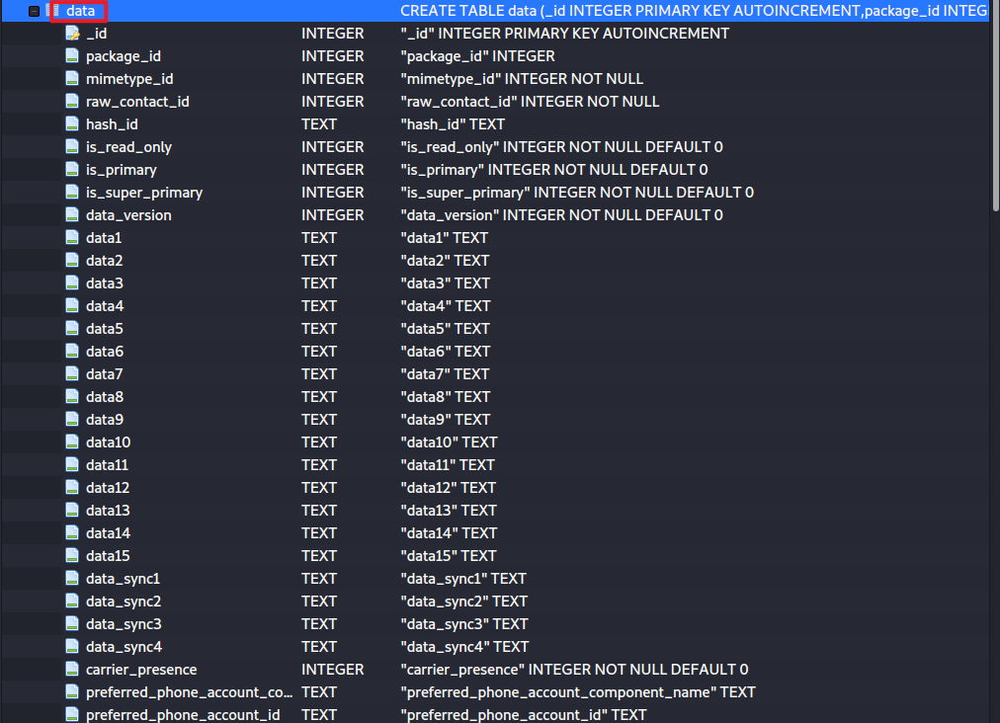 data CREATE TABLE data (_id INTEGER PRIMARY KEY AUTOINCREMENT,package_id INTEG
_id INTEGER "_id" INTEGER PRIMARY KEY AUTOINCREMENT
package_id INTEGER "package_id" INTEGER
mimetype_id INTEGER "mimetype_id" INTEGER NOT NULL
raw_contact_id INTEGER "raw_contact_id" INTEGER NOT NULL
hash_id TEXT "hash_id" TEXT
is_read_only INTEGER "is_read_only" INTEGER NOT NULL DEFAULT 0
is_primary INTEGER "is_primary" INTEGER NOT NULL DEFAULT 0
is_super_primary INTEGER "is_super_primary" INTEGER NOT NULL DEFAULT 0
data_version INTEGER "data_version" INTEGER NOT NULL DEFAULT 0
data1 TEXT "data1" TEXT
data2 TEXT "data2" TEXT
data3 TEXT "data3" TEXT
data4 TEXT "data4" TEXT
data5 TEXT "data5" TEXT
data6 TEXT "data6" TEXT
data7 TEXT "data7" TEXT
data8 TEXT "data8" TEXT
data9 TEXT "data9" TEXT
data10 TEXT "data10" TEXT
data11 TEXT "data11" TEXT
data12 TEXT "data12" TEXT
data13 TEXT "data13" TEXT
data14 TEXT "data14" TEXT
data15 TEXT "data15" TEXT
data_sync1 TEXT "data_sync1" TEXT
data_sync2 TEXT "data_sync2" TEXT
data_sync3 TEXT "data_sync3" TEXT
data_sync4 TEXT "data_sync4" TEXT
carrier_presence INTEGER "carrier_presence" INTEGER NOT NULL DEFAULT 0
preferred_phone_account_co... TEXT "preferred_phone_account_component_name" TEXT
preferred_phone_account_id TEXT "preferred_phone_account_id" TEXT